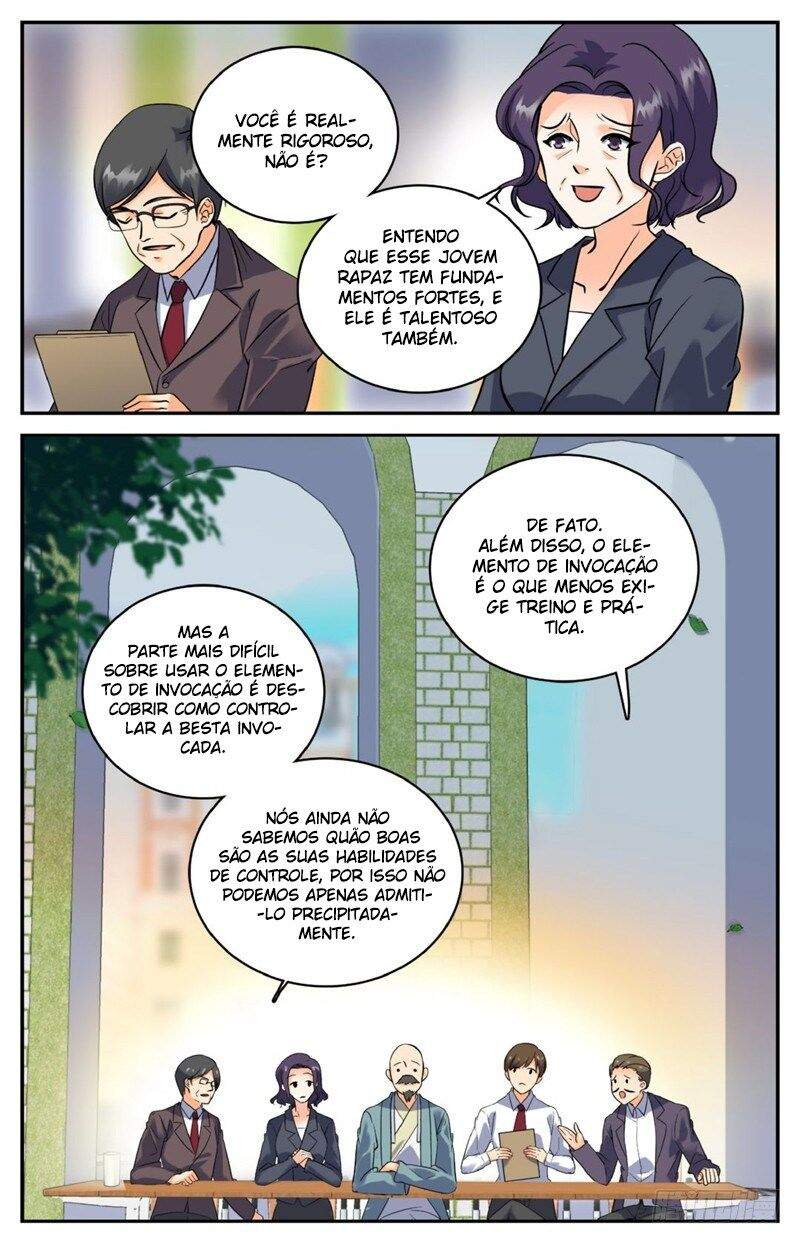 VOCÊ É REAL-
MENTE RIGOROSO,
NÃO É?
ENTENDO
QUE ESSE JOVEM
RAPAZ TEM FUNDA-
MENTOS FORTES, E
ELE É TALENTOSO
TAMBÉM.
DE FATO.
ALÉM DISSO, O ELE-
MENTO DE INVOCAÇÃO
É O QUE MENOS EXI-
GE TREINO E PRÁ-
TICA.
MAS A
PARTE MAIS DIFÍCIL
SOBRE USAR O ELEMEN-
TO DE INVOCAÇÃO É DES-
COBRIR COMO CONTRO-
LAR A BESTA INVO-
CADA.
NÓS AINDA NÃO
SABEMOS QUÃO BOAS
SÃO AS SUAS HABILIDADES
DE CONTROLE, POR ISSO NÃO
PODEMOS APENAS ADMITI-
-LO PRECIPITADA-
MENTE.